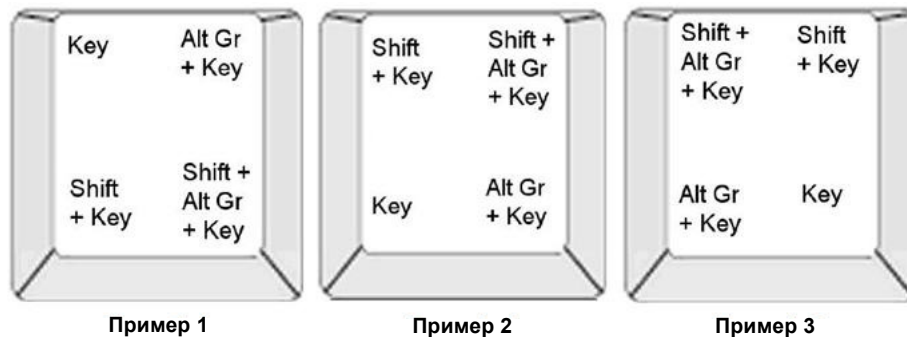 Key
Alt Gr
+ Key
Shift
+ Key
Shift +
Alt Gr
+ Key
Shift
+ Key
Shift +
Alt Gr
+ Key
Key
Alt Gr
+ Key
Shift +
Alt Gr
+ Key
Shift
+ Key
Alt Gr
+ Key
Key
Пример 1
Пример 2
Пример 3